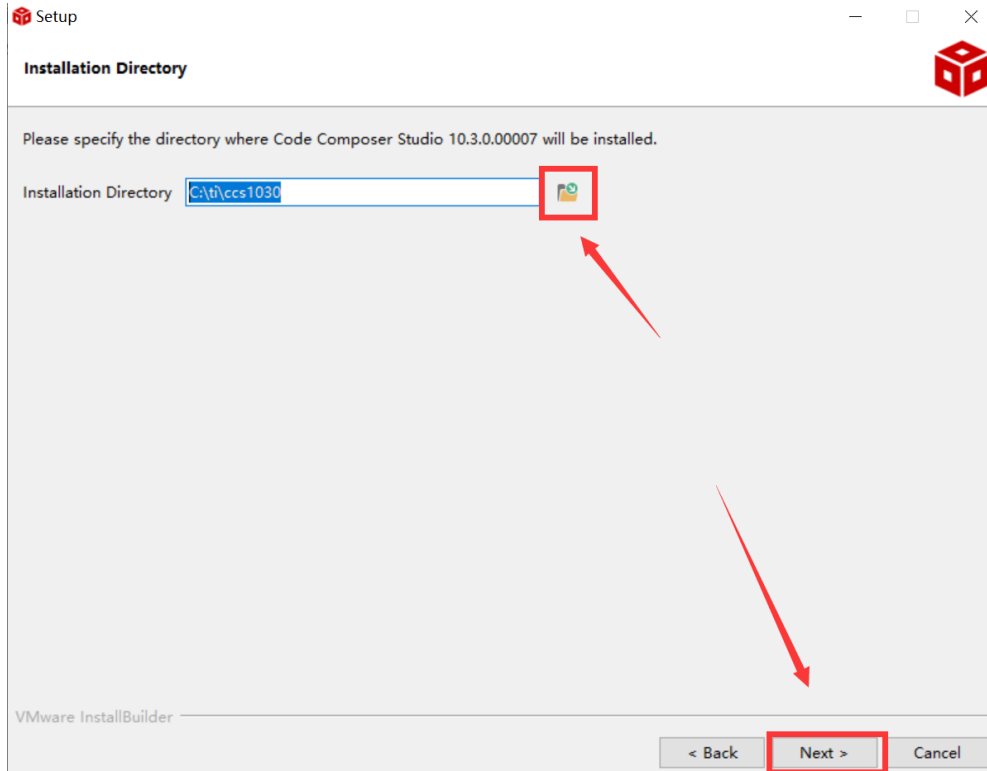 Setup
Installation Directory
Please specify the directory where Code Composer Studio 10.3.0.00007 will be installed.
Installation Directory C:\ti\ccs1030
VMware InstallBuilder
< Back Next > Cancel